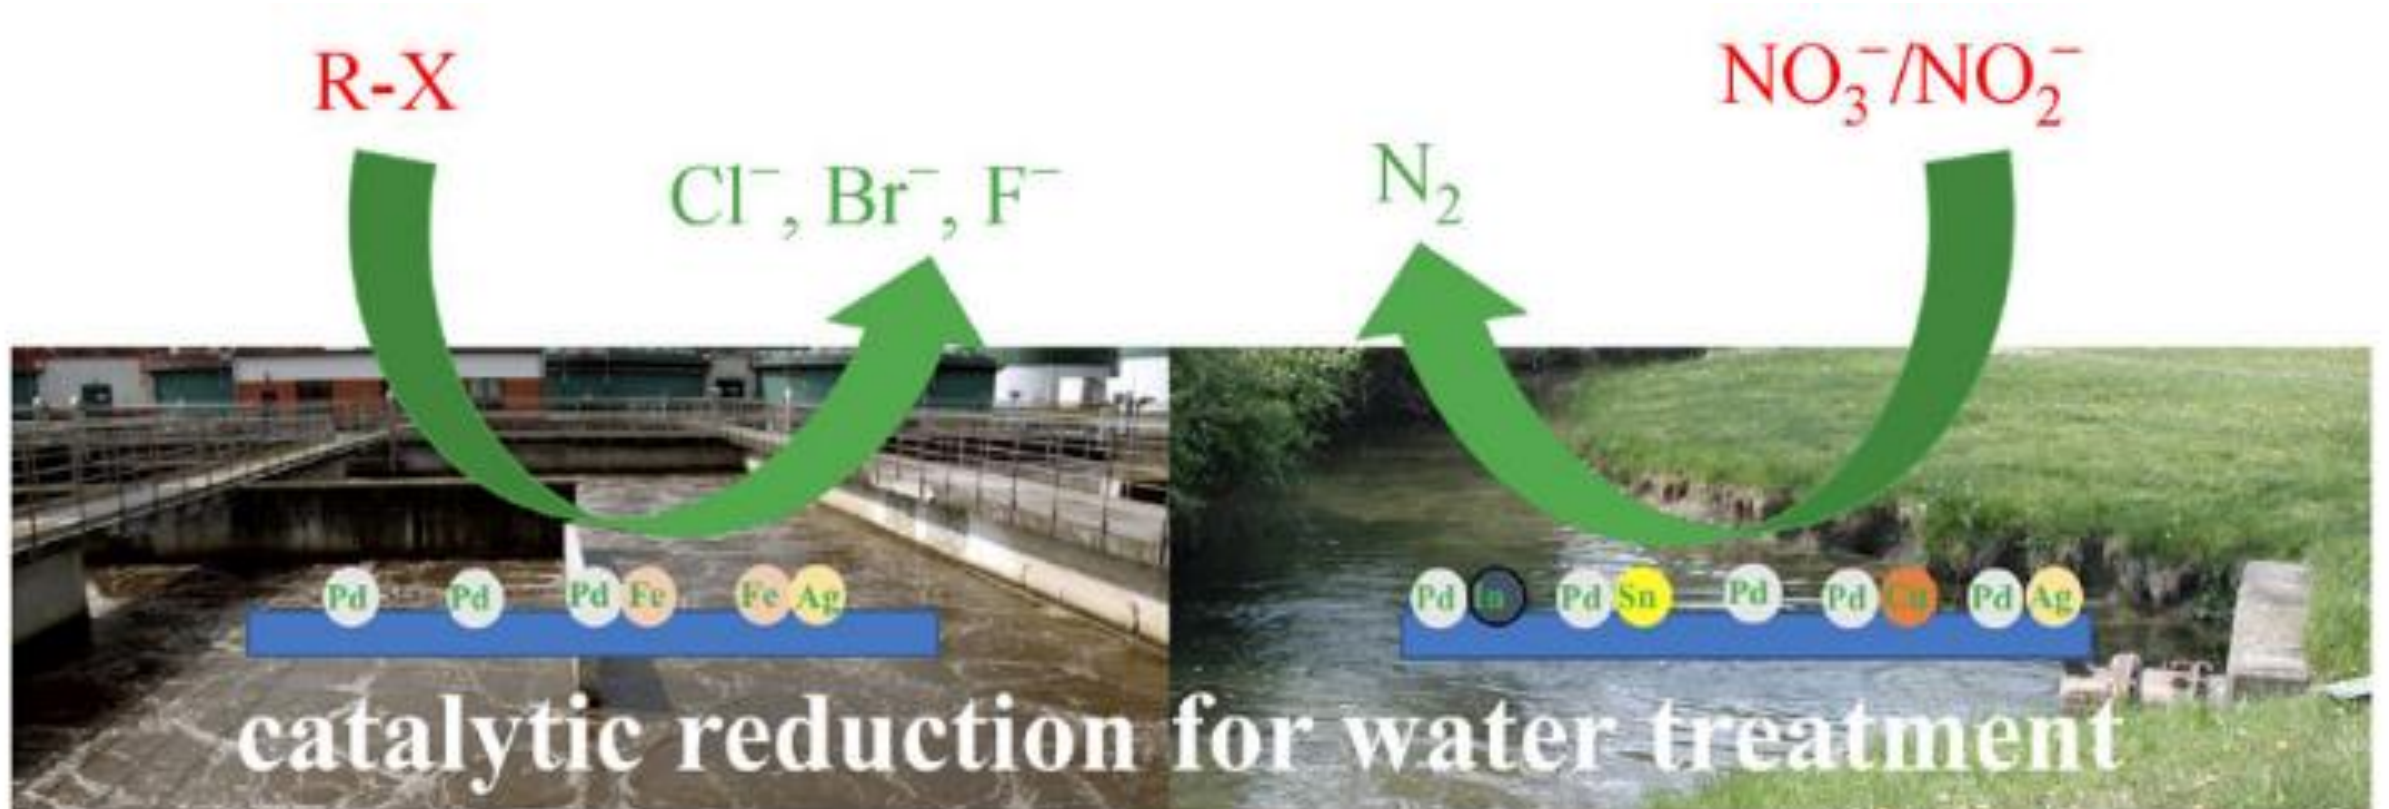 R-X
NO₃⁻/NO₂⁻
Cl⁻, Br⁻, F⁻
N₂
Pd Pd Pd Fe Fe Ag
Pd In Pd Sn Pd Pd Cu Pd Ag
catalytic reduction for water treatment